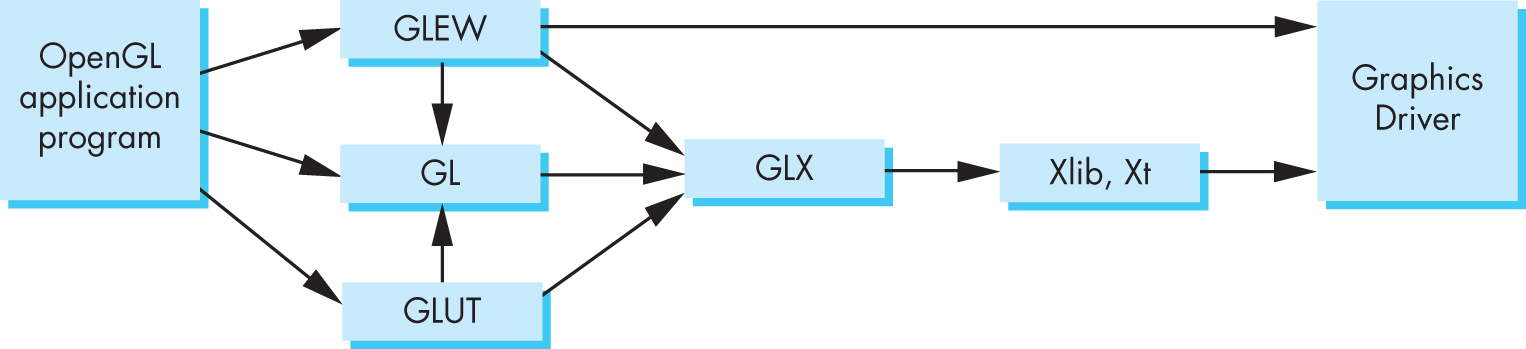 OpenGL
application
program
GLEW
GL
GLUT
GLX
Xlib, Xt
Graphics
Driver